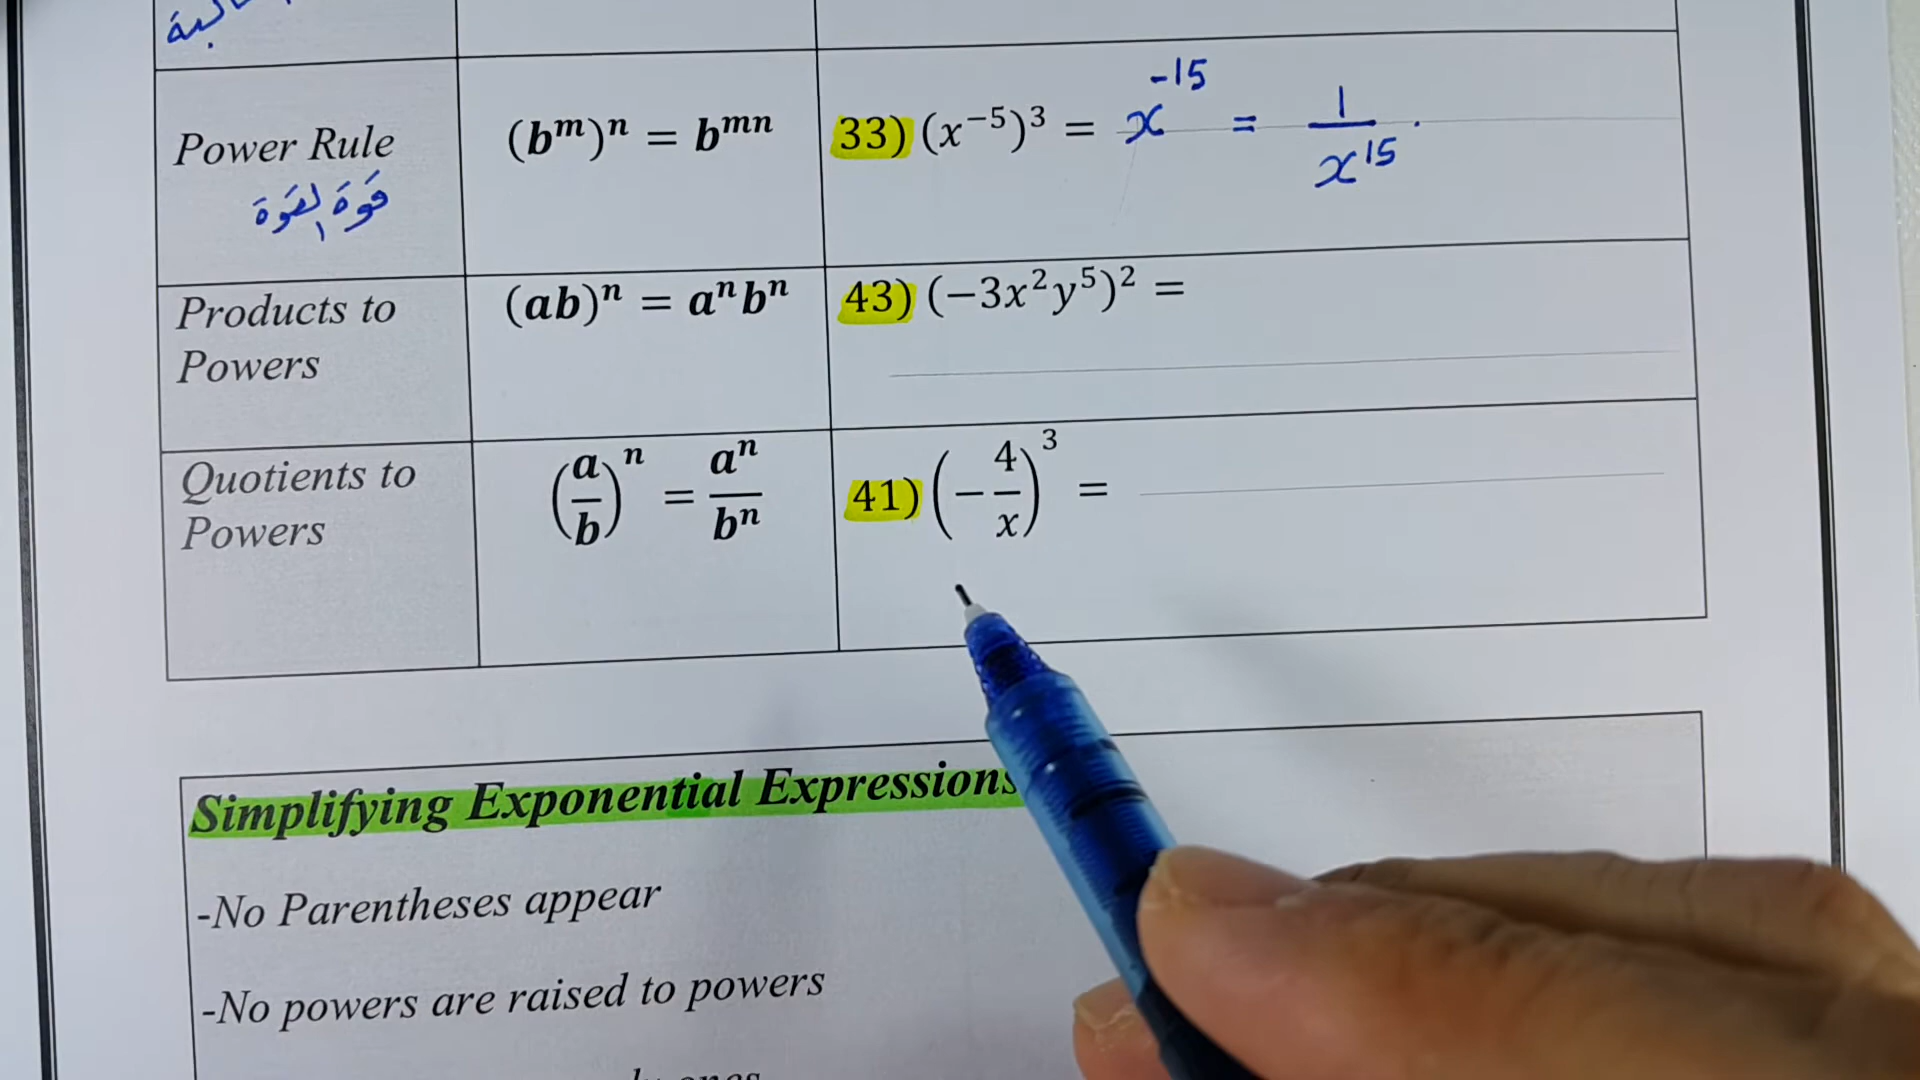 Power Rule
قوة القوة
(b^m)^n = b^{mn}
33) (x^{-5})^3 = x^{-15} = 1/x^{15}.
Products to
Powers
(ab)^n = a^n b^n
43) (−3x^2y^5)^2 =
Quotients to
Powers
(a/b)^n = a^n/b^n
41) (−4/x)^3 =
Simplifying Exponential Expressions
-No Parentheses appear
-No powers are raised to powers